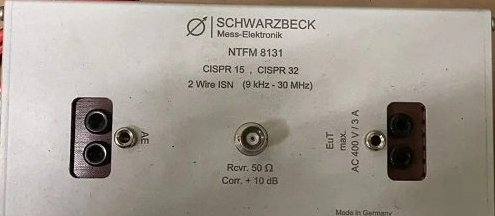 SCHWARZBECK
Mess-Elektronik
NTFM 8131
CISPR 15 , CISPR 32
2 Wire ISN (9 kHz - 30 MHz)
AE
EuT
max.
AC 400 V / 3 A
Rcvr. 50 Ω
Corr. + 10 dB
Made in Germany